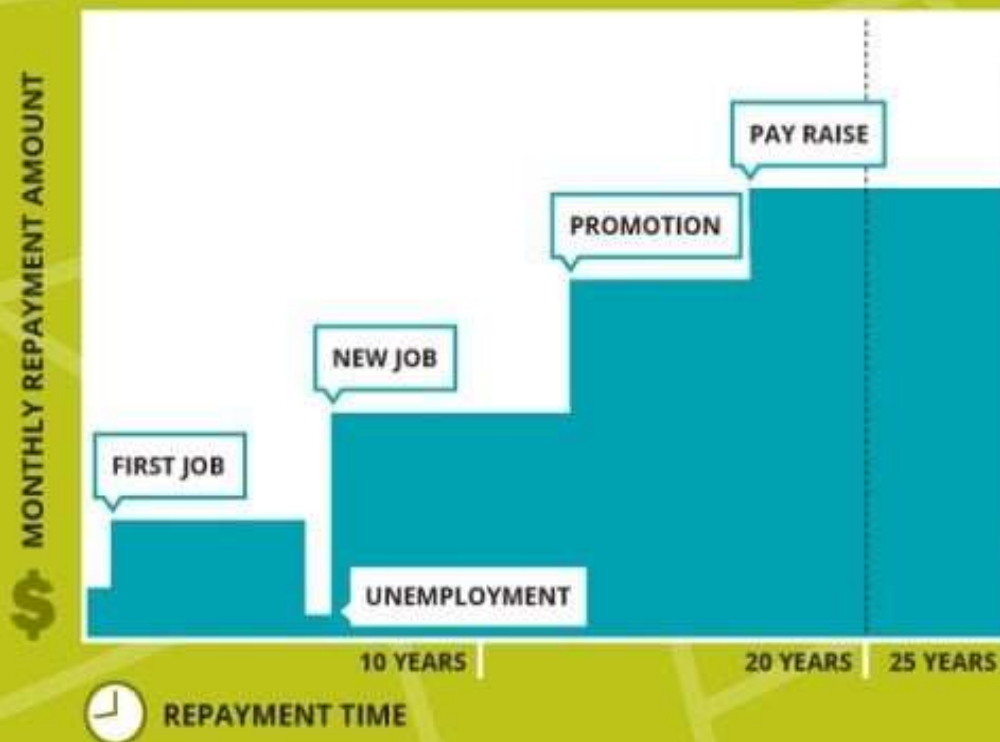 MONTHLY REPAYMENT AMOUNT
PAY RAISE
PROMOTION
NEW JOB
FIRST JOB
UNEMPLOYMENT
10 YEARS
20 YEARS
25 YEARS
REPAYMENT TIME
$